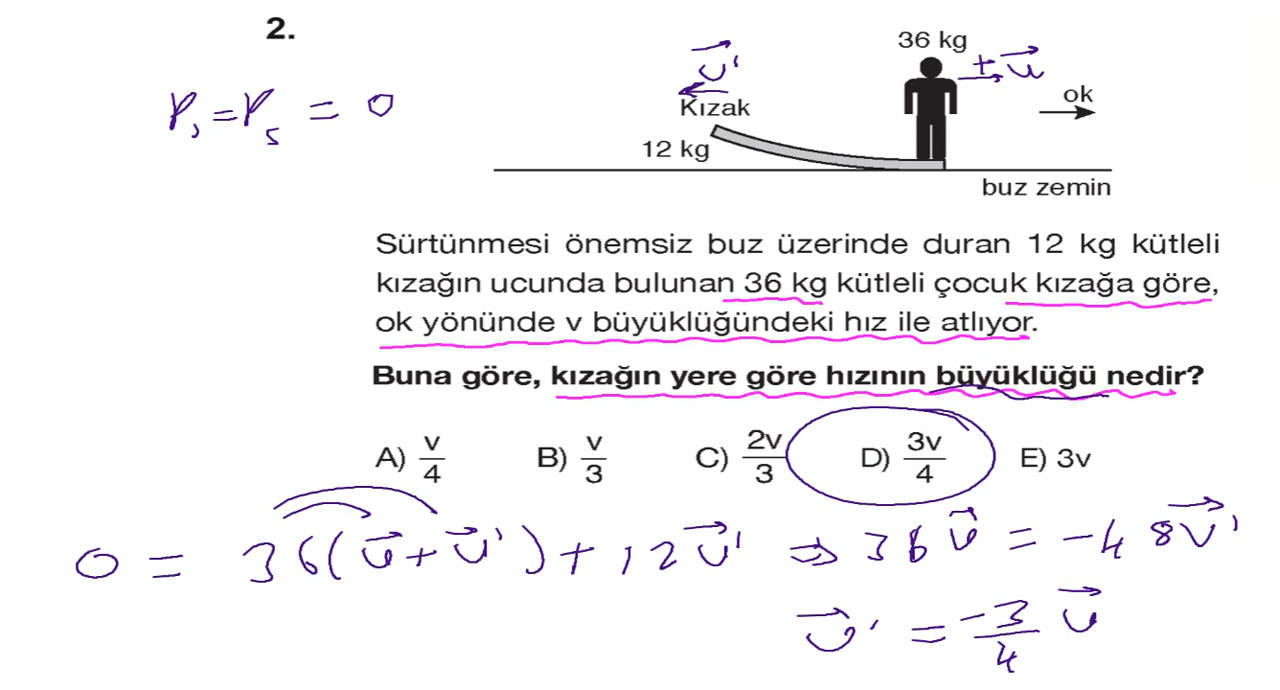 2.
36 kg
v⃗'
+v⃗
P₁ = Pₛ = 0
Kızak
ok
12 kg
buz zemin
Sürtünmesi önemsiz buz üzerinde duran 12 kg kütleli
kızağın ucunda bulunan 36 kg kütleli çocuk kızağa göre,
ok yönünde v büyüklüğündeki hız ile atlıyor.
Buna göre, kızağın yere göre hızının büyüklüğü nedir?
A) v/4 B) v/3 C) 2v/3 D) 3v/4 E) 3v
0 = 36(v⃗+v⃗')+12v⃗' ⇒ 36v⃗ = -48v⃗'
v⃗' = -3/4 v⃗